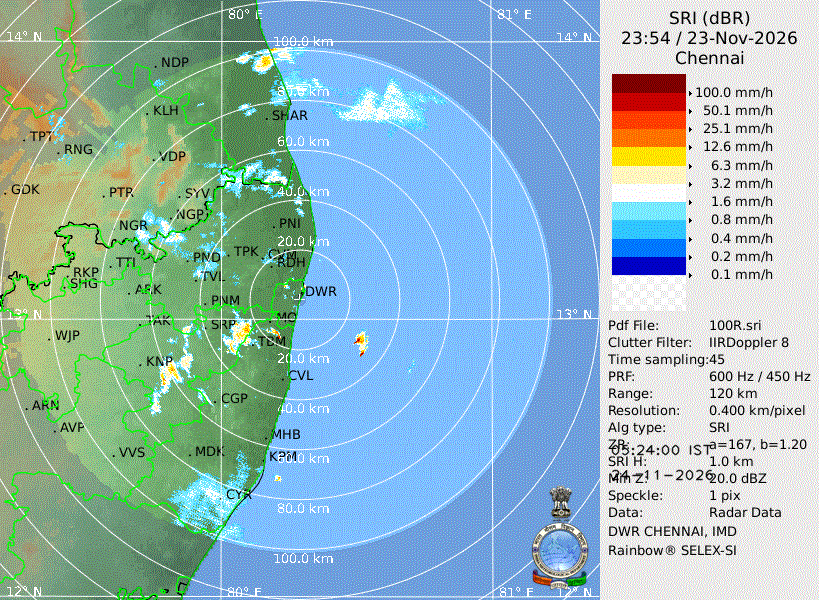 80° E
81° E
14° N
14° N
100.0 km
NDP
80.0 km
KLH
SHAR
TPT
60.0 km
RNG
VDP
GDK
PTR
SYV
40.0 km
NGP
NGR
PNI
20.0 km
TPK
PND
RDH
TTI
RKP
TVL
SHG
ARK
DWR
PNM
13° N
13° N
TAK
SRP
MO
WJP
TBM
20.0 km
KNP
CVL
CGP
ARN
40.0 km
AVP
MHB
VVS
MDK
KPM
60.0 km
CYR
80.0 km
100.0 km
12° N
80° E
81° E
12° N
SRI (dBR)
23:54 / 23-Nov-2026
Chennai
100.0 mm/h
50.1 mm/h
25.1 mm/h
12.6 mm/h
6.3 mm/h
3.2 mm/h
1.6 mm/h
0.8 mm/h
0.4 mm/h
0.2 mm/h
0.1 mm/h
Pdf File: 100R.sri
Clutter Filter: IIRDoppler 8
Time sampling:45
PRF: 600 Hz / 450 Hz
Range: 120 km
Resolution: 0.400 km/pixel
Alg type: SRI
ZR: a=167, b=1.20
05:24:00 IST
SRI H: 1.0 km
24-11-2026
Min Z: 20.0 dBZ
Speckle: 1 pix
Data: Radar Data
DWR CHENNAI, IMD
Rainbow® SELEX-SI